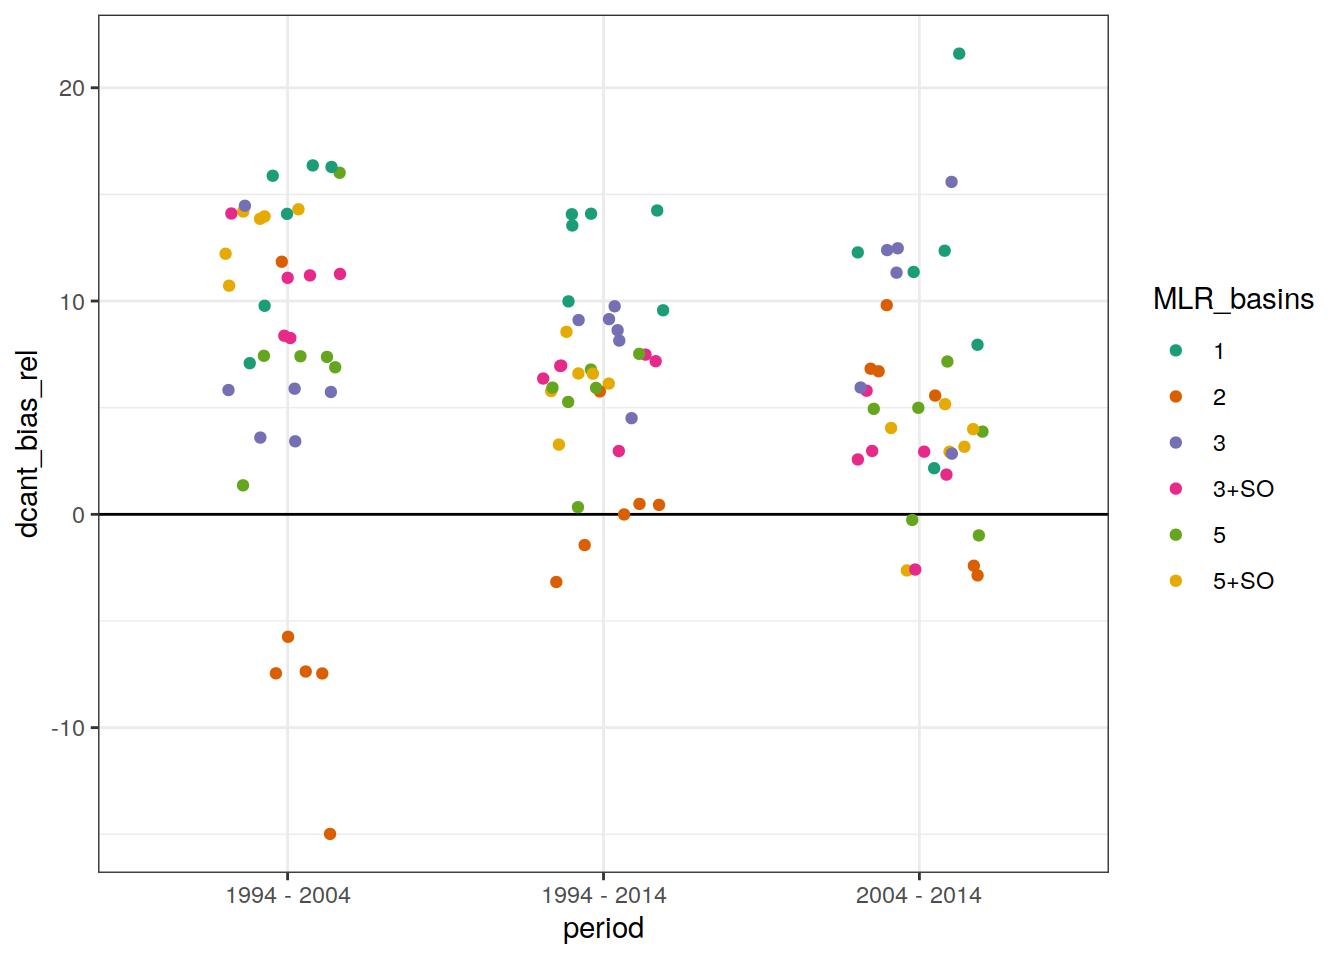 20
10
0
-10
dcant_bias_rel
1994 - 2004
1994 - 2014
2004 - 2014
period
MLR_basins
1
2
3
3+SO
5
5+SO